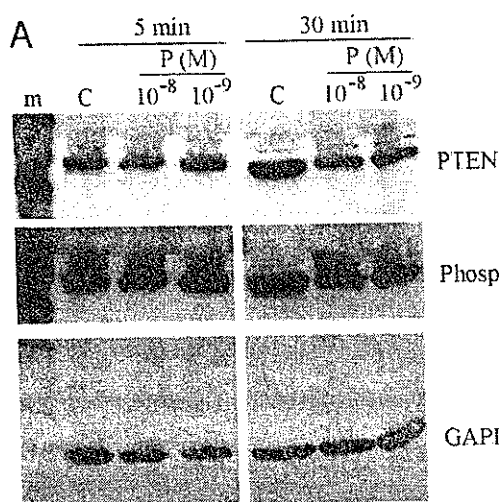 A
5 min 30 min
P (M) P (M)
m C 10⁻⁸ 10⁻⁹ C 10⁻⁸ 10⁻⁹
PTEN
Phosp
GAPI